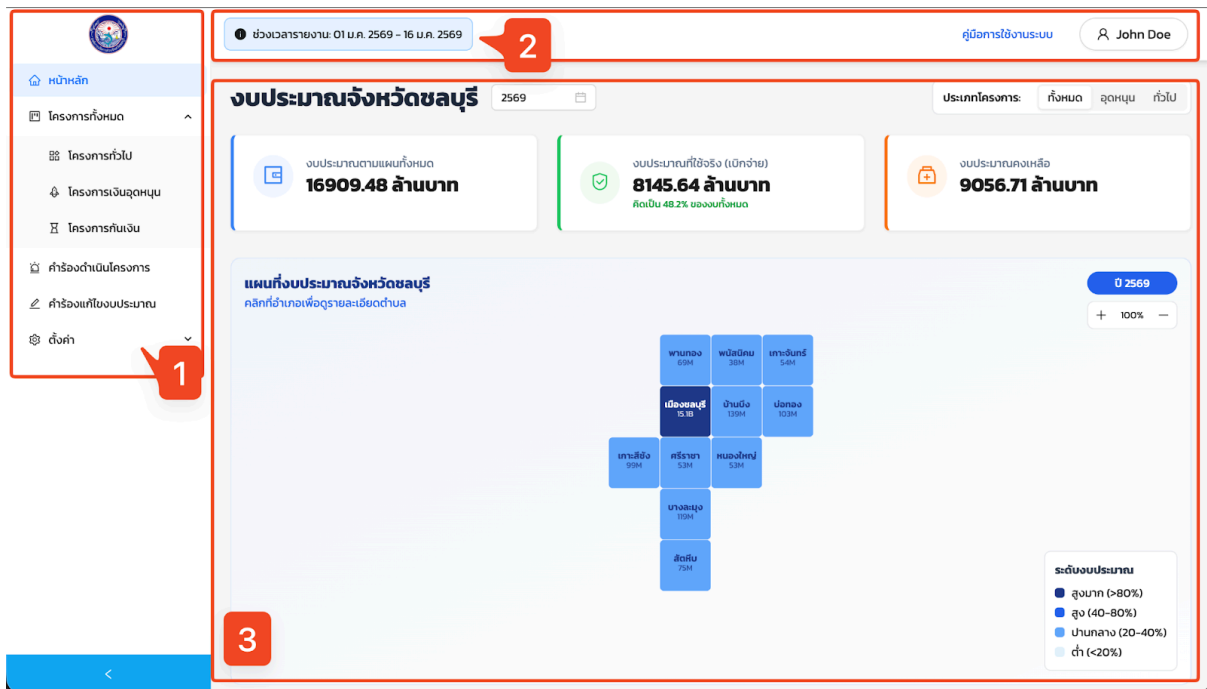 ช่วงเวลารายงาน: 01 ม.ค. 2569 - 16 ม.ค. 2569
2
คู่มือการใช้งานระบบ
John Doe
หน้าหลัก
โครงการทั้งหมด
โครงการทั่วไป
โครงการเงินอุดหนุน
โครงการกันเงิน
คำร้องดำเนินโครงการ
คำร้องแก้ไขงบประมาณ
ตั้งค่า
1
งบประมาณจังหวัดชลบุรี 2569
ประเภทโครงการ: ทั้งหมด อุดหนุน ทั่วไป
งบประมาณตามแผนทั้งหมด
16909.48 ล้านบาท
งบประมาณที่ใช้จริง (เบิกจ่าย)
8145.64 ล้านบาท
คิดเป็น 48.2% ของงบทั้งหมด
งบประมาณคงเหลือ
9056.71 ล้านบาท
แผนที่งบประมาณจังหวัดชลบุรี
คลิกที่อำเภอเพื่อดูรายละเอียดตำบล
ปี 2569
+ 100% −
พานทอง
69M
พนัสนิคม
38M
เกาะจันทร์
54M
เมืองชลบุรี
15.1B
บ้านบึง
139M
บ่อทอง
103M
เกาะสีชัง
99M
ศรีราชา
53M
หนองใหญ่
53M
บางละมุง
119M
สัตหีบ
75M
ระดับงบประมาณ
สูงมาก (>80%)
สูง (40-80%)
ปานกลาง (20-40%)
ต่ำ (<20%)
3